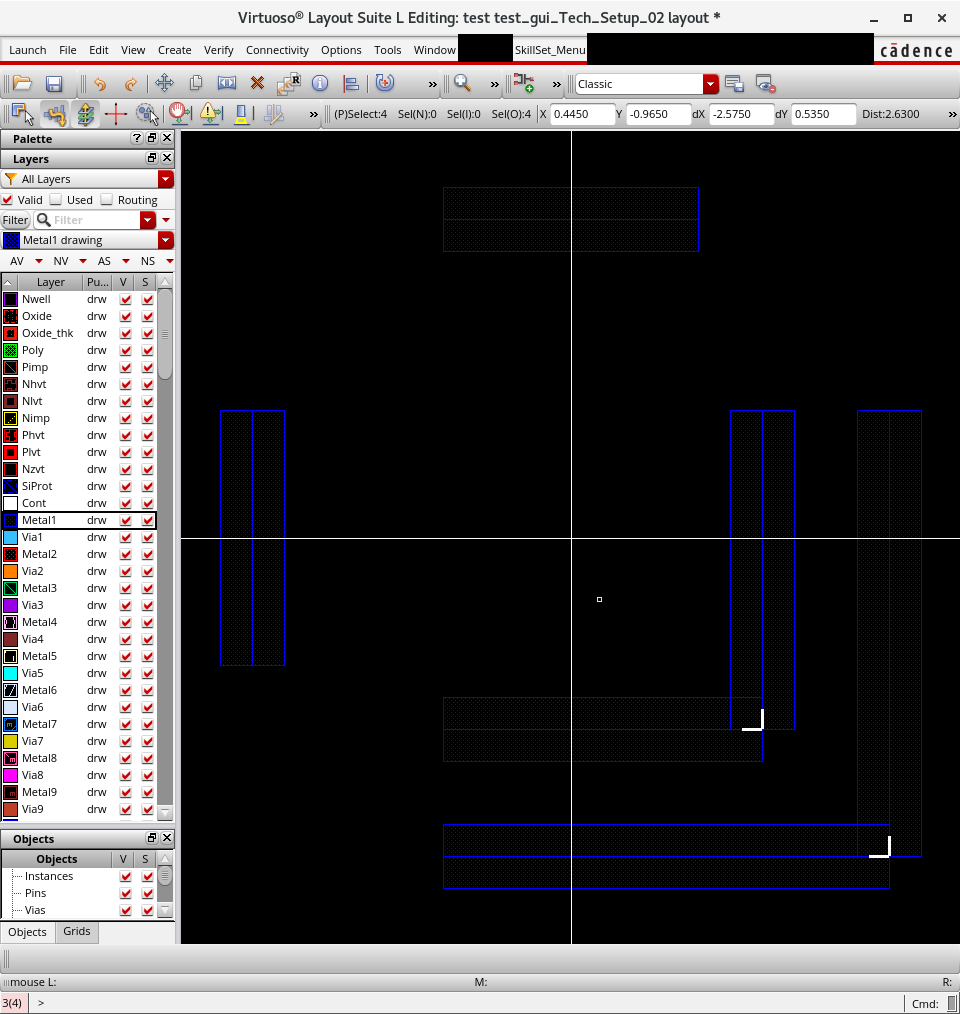 Virtuoso® Layout Suite L Editing: test test_gui_Tech_Setup_02 layout *
Launch File Edit View Create Verify Connectivity Options Tools Window SkillSet_Menu cādence
» » » Classic
» (P)Select:4 Sel(N):0 Sel(I):0 Sel(O):4 X 0.4450 Y -0.9650 dX -2.5750 dY 0.5350 Dist:2.6300 »
Palette
Layers
All Layers
Valid Used Routing
Filter Filter
Metal1 drawing
AV NV AS NS
Layer Pu... V S
Nwell drw
Oxide drw
Oxide_thk drw
Poly drw
Pimp drw
Nhvt drw
Nlvt drw
Nimp drw
Phvt drw
Plvt drw
Nzvt drw
SiProt drw
Cont drw
Metal1 drw
Via1 drw
Metal2 drw
Via2 drw
Metal3 drw
Via3 drw
Metal4 drw
Via4 drw
Metal5 drw
Via5 drw
Metal6 drw
Via6 drw
Metal7 drw
Via7 drw
Metal8 drw
Via8 drw
Metal9 drw
Via9 drw
Objects
Objects V S
Instances
Pins
Vias
Objects Grids
mouse L: M: R:
3(4) > Cmd: